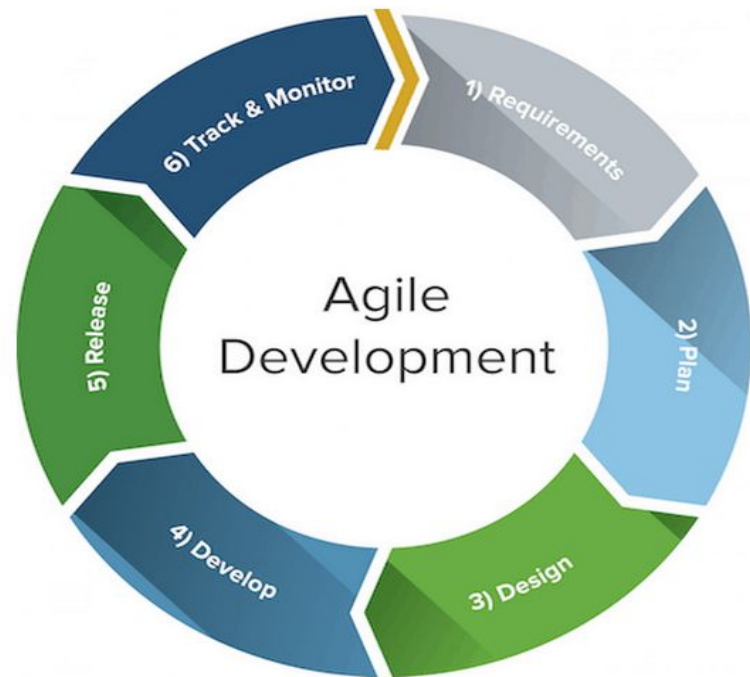 Agile
Development
1) Requirements
2) Plan
3) Design
4) Develop
5) Release
6) Track & Monitor